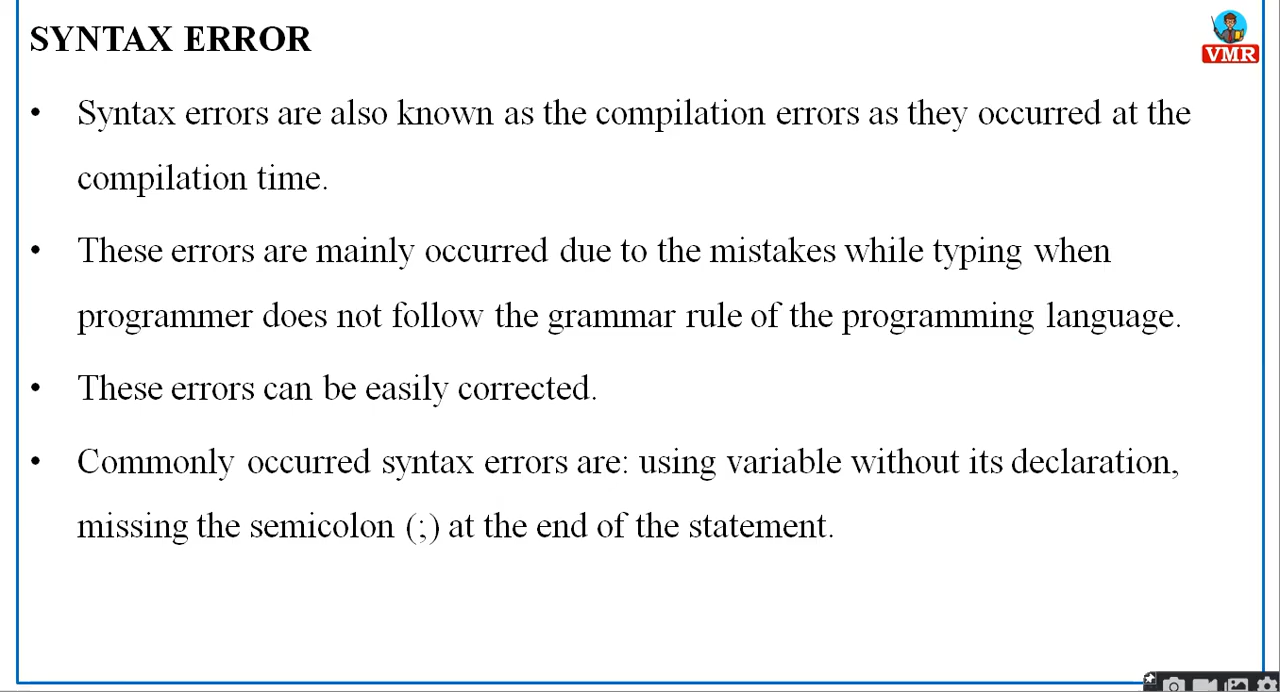 SYNTAX ERROR
VMR
• Syntax errors are also known as the compilation errors as they occurred at the
compilation time.
• These errors are mainly occurred due to the mistakes while typing when
programmer does not follow the grammar rule of the programming language.
• These errors can be easily corrected.
• Commonly occurred syntax errors are: using variable without its declaration,
missing the semicolon (;) at the end of the statement.